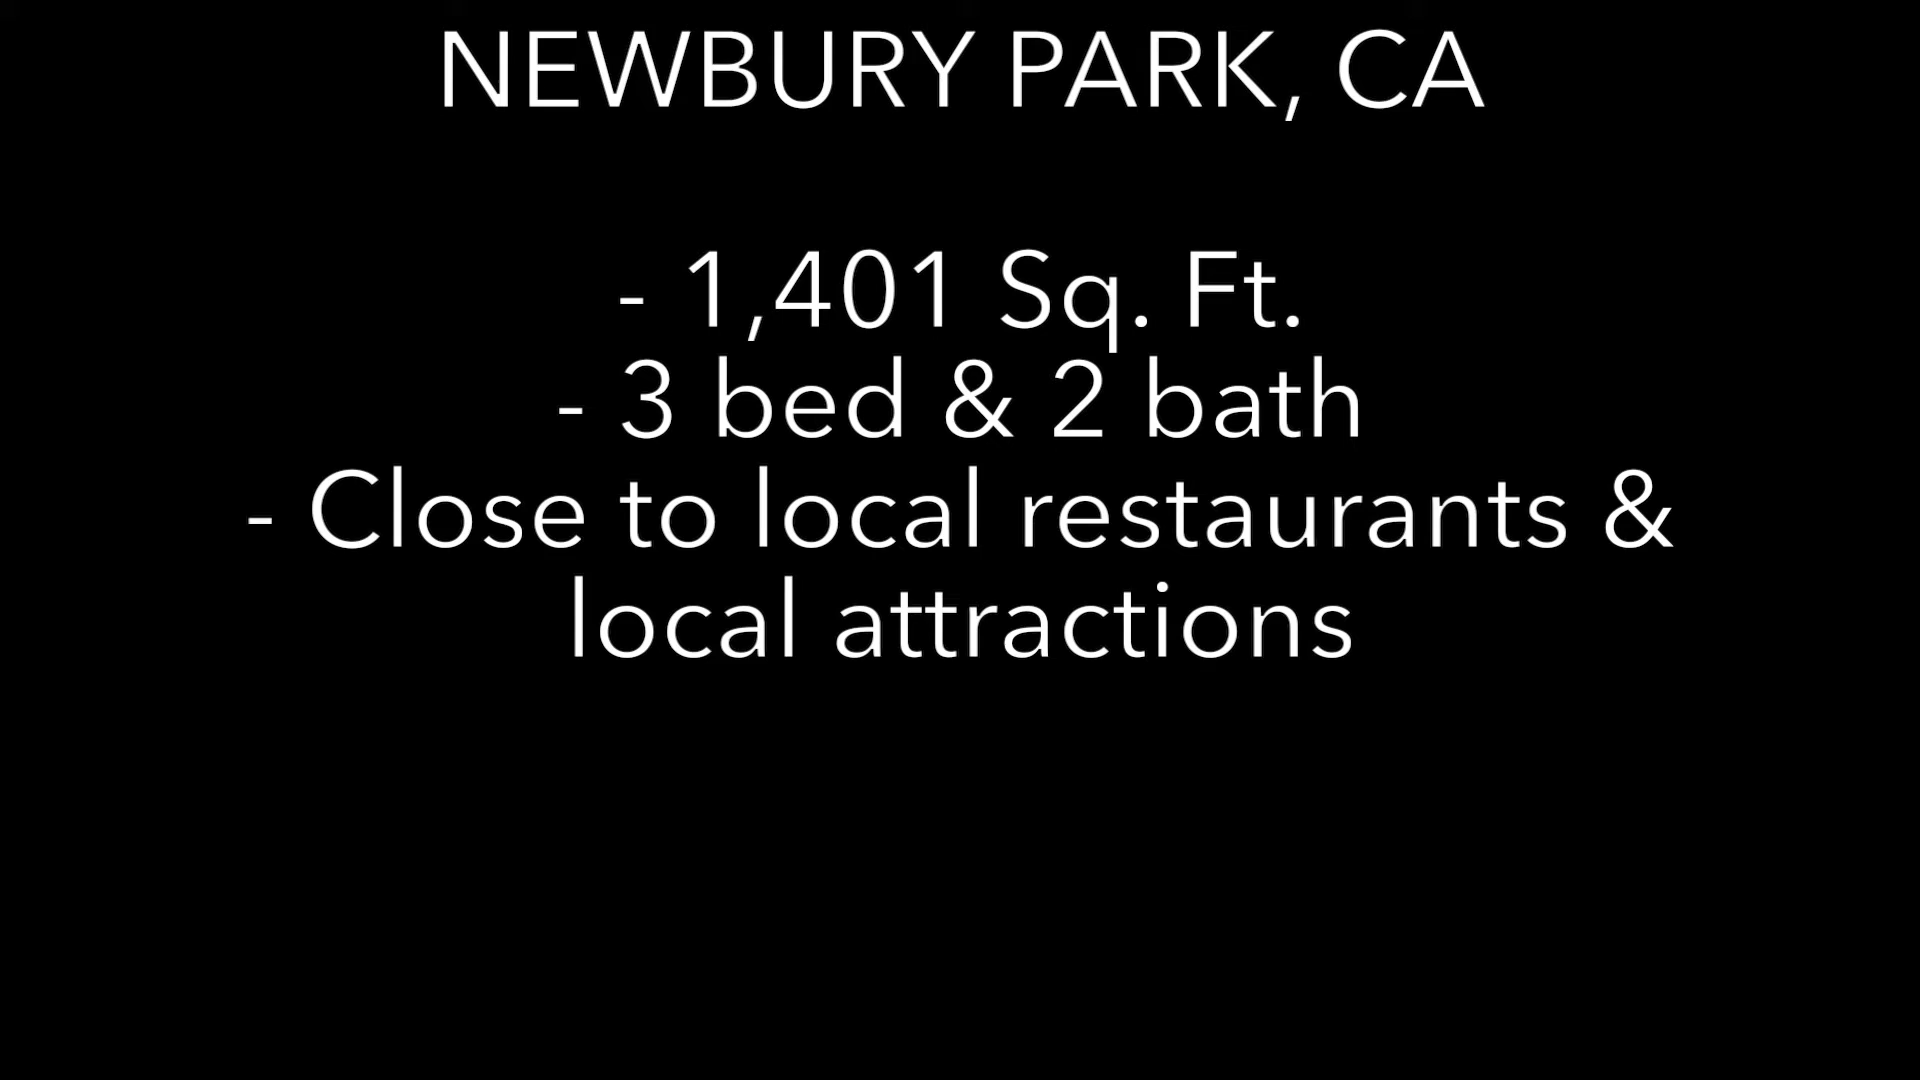 NEWBURY PARK, CA
- 1,401 Sq. Ft.
- 3 bed & 2 bath
- Close to local restaurants &
local attractions